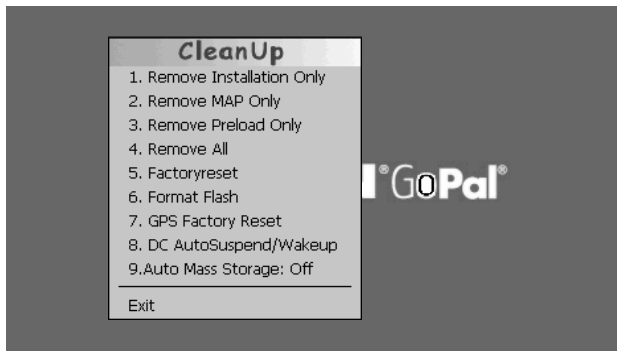 CleanUp
1. Remove Installation Only
2. Remove MAP Only
3. Remove Preload Only
4. Remove All
5. Factoryreset
6. Format Flash
7. GPS Factory Reset
8. DC AutoSuspend/Wakeup
9.Auto Mass Storage: Off
Exit
®GoPal®